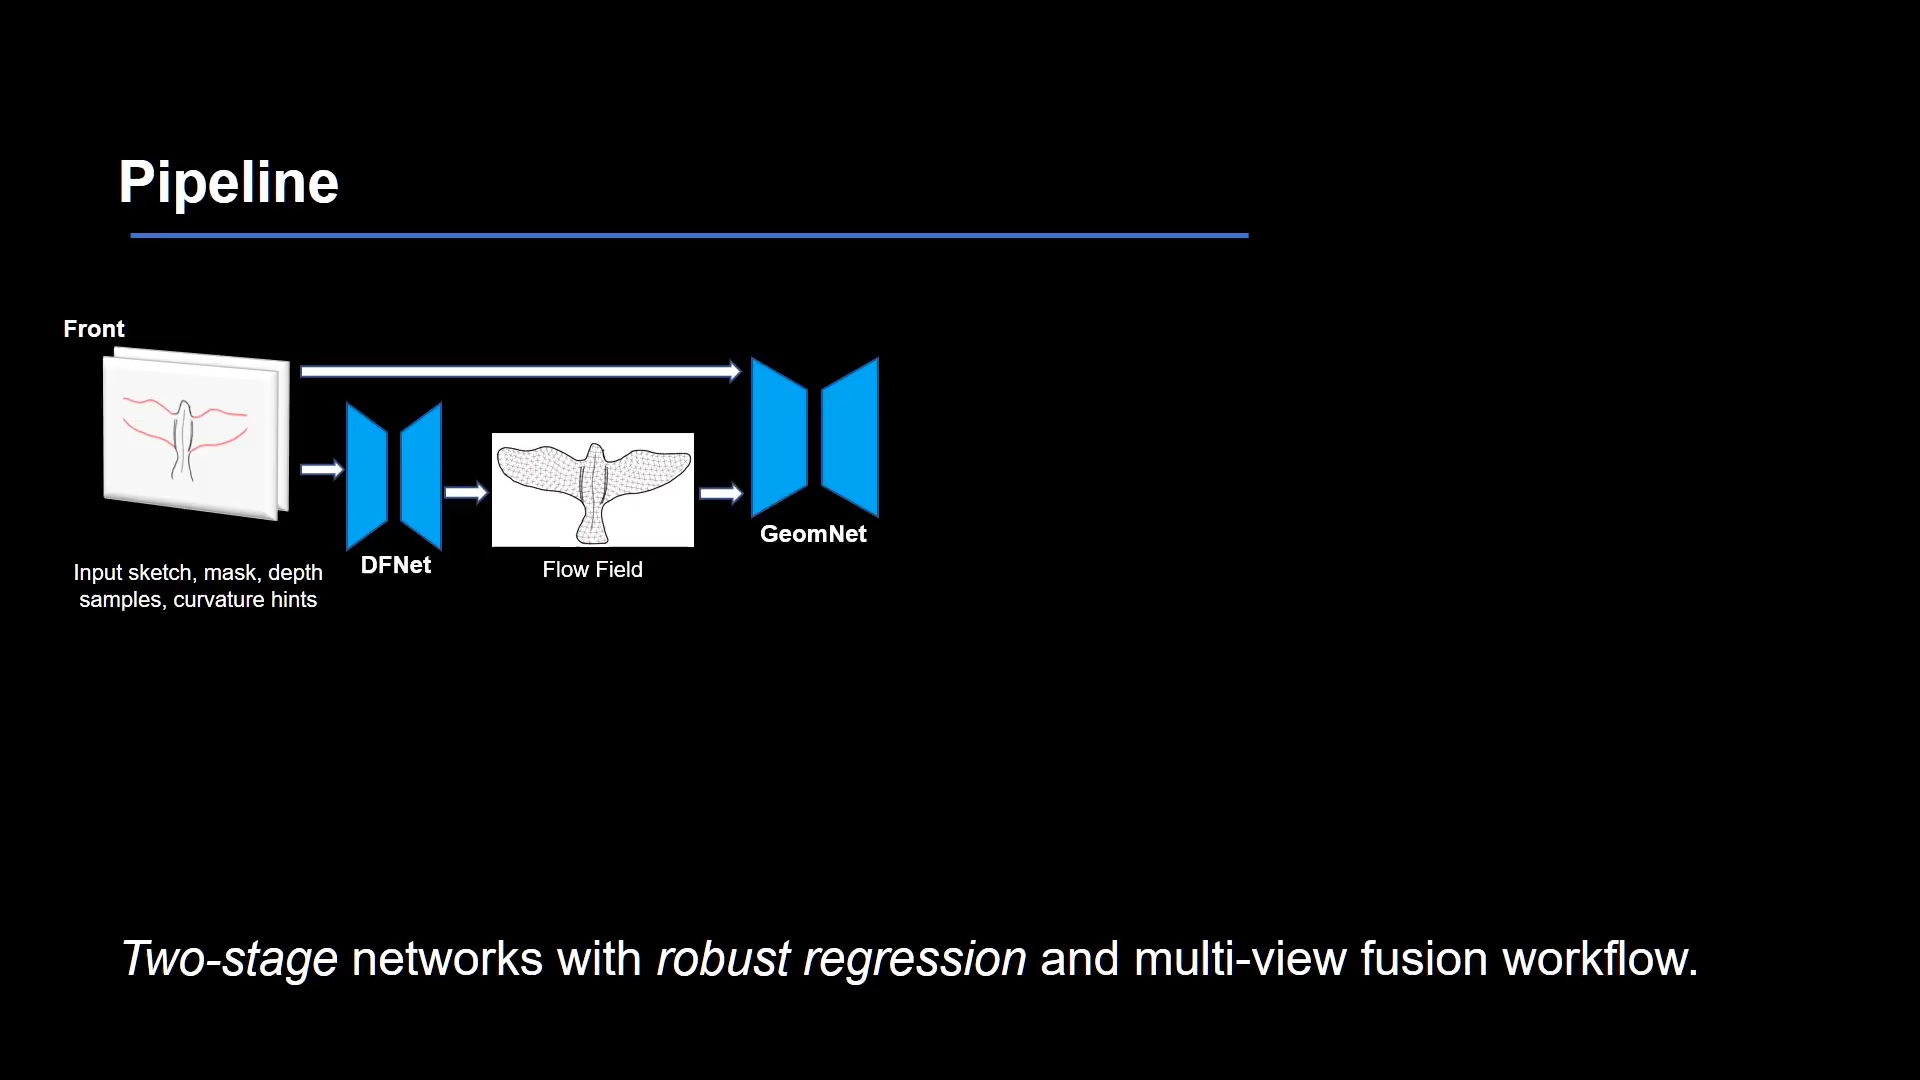 Pipeline
Front
Input sketch, mask, depth
samples, curvature hints
DFNet
Flow Field
GeomNet
Two-stage networks with robust regression and multi-view fusion workflow.